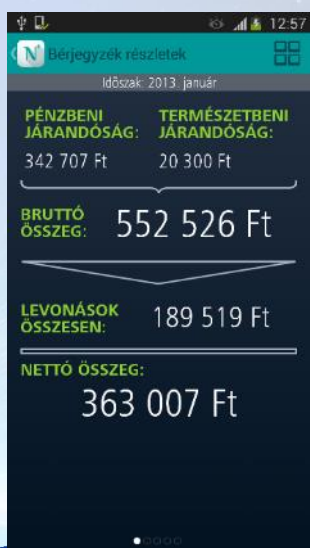 12:57
N Bérjegyzék részletek
Időszak: 2013. január
PÉNZBENI JÁRANDÓSÁG:
342 707 Ft
TERMÉSZETBENI JÁRANDÓSÁG:
20 300 Ft
BRUTTÓ ÖSSZEG: 552 526 Ft
LEVONÁSOK ÖSSZESEN: 189 519 Ft
NETTÓ ÖSSZEG:
363 007 Ft